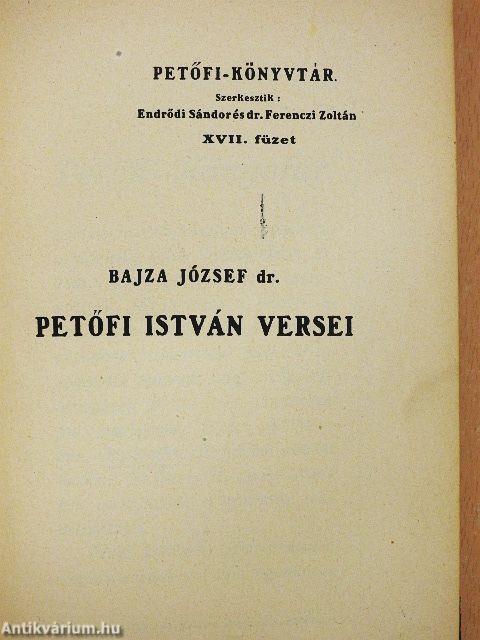 PETŐFI-KÖNYVTÁR.
Szerkesztik :
Endrődi Sándor és dr. Ferenczi Zoltán
XVII. füzet
BAJZA JÓZSEF dr.
PETŐFI ISTVÁN VERSEI
Antikvárium.hu